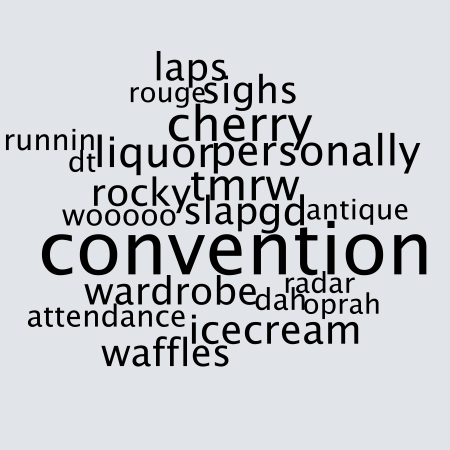 laps
rouge sighs
cherry
runnin liquor personally
dt
rocky tmrw
wooooo slapgd antique
convention
wardrobe dah radar
oprah
attendance icecream
waffles